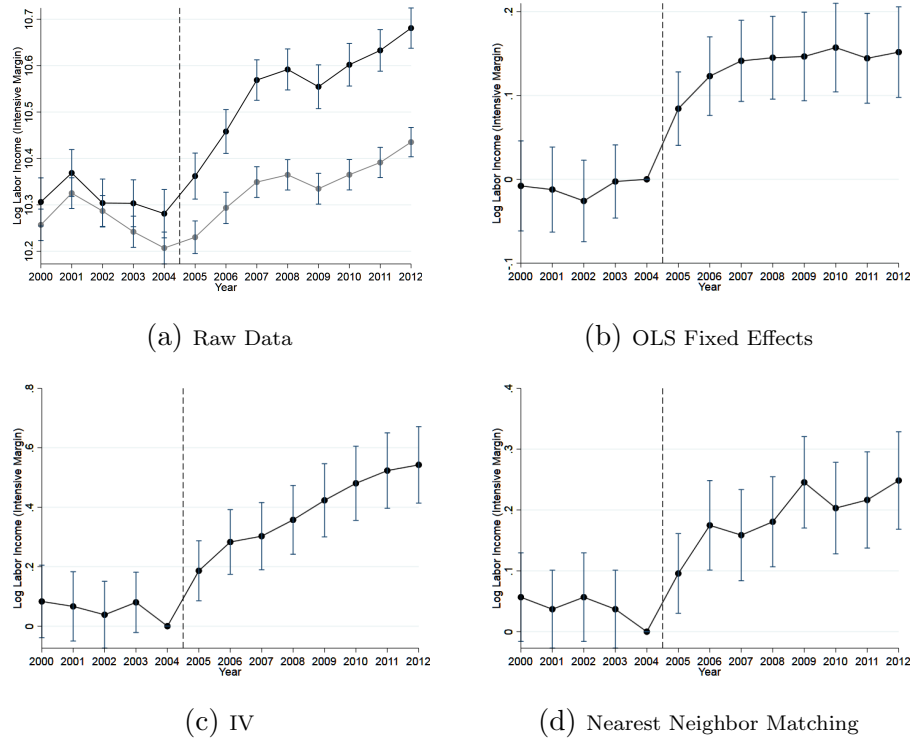 Log Labor Income (Intensive Margin)
10.2 10.3 10.4 10.5 10.6 10.7
2000 2001 2002 2003 2004 2005 2006 2007 2008 2009 2010 2011 2012
Year
(a) Raw Data
Log Labor Income (Intensive Margin)
-.1 0 .1 .2
2000 2001 2002 2003 2004 2005 2006 2007 2008 2009 2010 2011 2012
Year
(b) OLS Fixed Effects
Log Labor Income (Intensive Margin)
0 .2 .4 .6 .8
2000 2001 2002 2003 2004 2005 2006 2007 2008 2009 2010 2011 2012
Year
(c) IV
Log Labor Income (Intensive Margin)
0 .1 .2 .3 .4
2000 2001 2002 2003 2004 2005 2006 2007 2008 2009 2010 2011 2012
Year
(d) Nearest Neighbor Matching